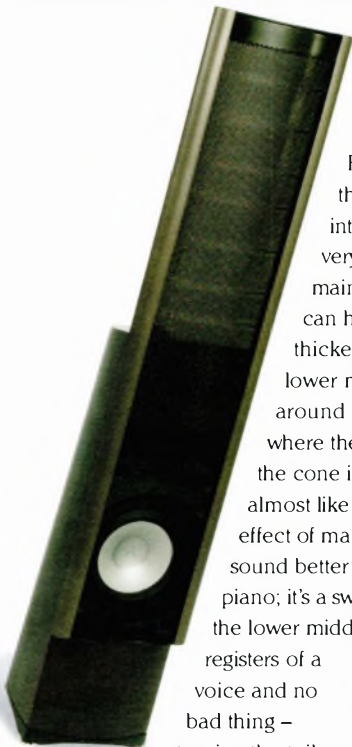 th
int
very
main
can h
thicke
lower
around
where the
the cone i
almost like
effect of ma
sound better
piano; it's a sw
the lower midd
registers of a
voice and no
bad thing –